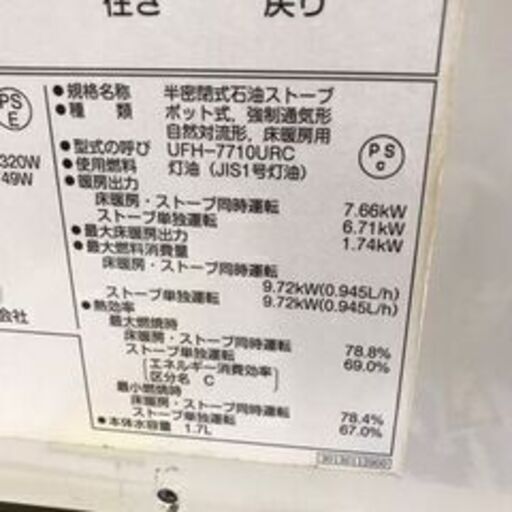 往き 戻り
PS
E
320W
49W
会社
●規格名称 半密閉式石油ストーブ
●種 類 ポット式, 強制通気形
自然対流形, 床暖房用
●型式の呼び UFH-7710URC
●使用燃料 灯油 (JIS1号灯油)
PS
C
●暖房出力
床暖房・ストーブ同時運転 7.66kW
ストーブ単独運転 6.71kW
●最大床暖房出力 1.74kW
●最大燃料消費量
床暖房・ストーブ同時運転
9.72kW(0.945L/h)
ストーブ単独運転 9.72kW(0.945L/h)
●熱効率
最大燃焼時
床暖房・ストーブ同時運転 78.8%
ストーブ単独運転 69.0%
エネルギー消費効率
区分名 C
最小燃焼時
床暖房・ストーブ同時運転 78.4%
ストーブ単独運転 67.0%
●本体水容量 1.7L